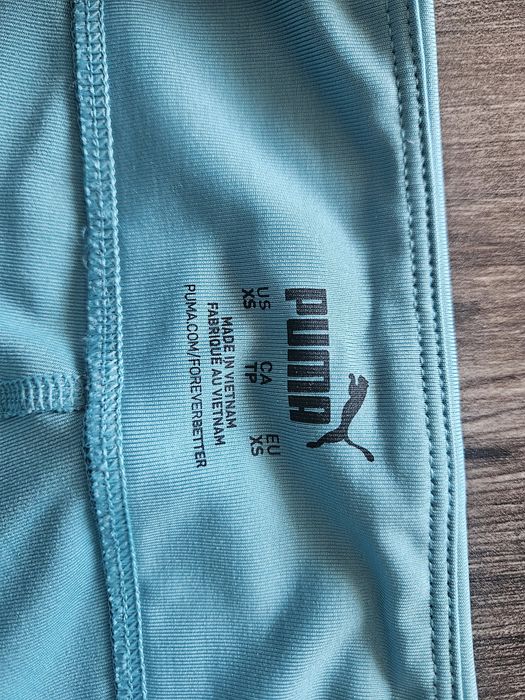 PUMA
US CA EU
XS TP XS
MADE IN VIETNAM
FABRIQUÉ AU VIETNAM
PUMA.COM/FOREVERBETTER